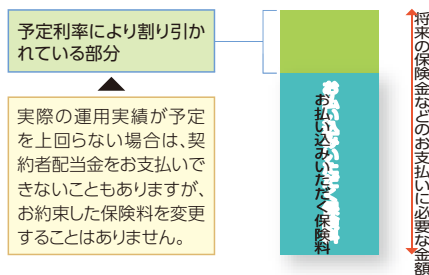 予定利率により割り引か
れている部分
実際の運用実績が予定
を上回らない場合は、契
約者配当金をお支払いで
きないこともありますが、
お約束した保険料を変更
することはありません。
お払い込みいただく保険料
将来の保険金などのお支払いに必要な金額